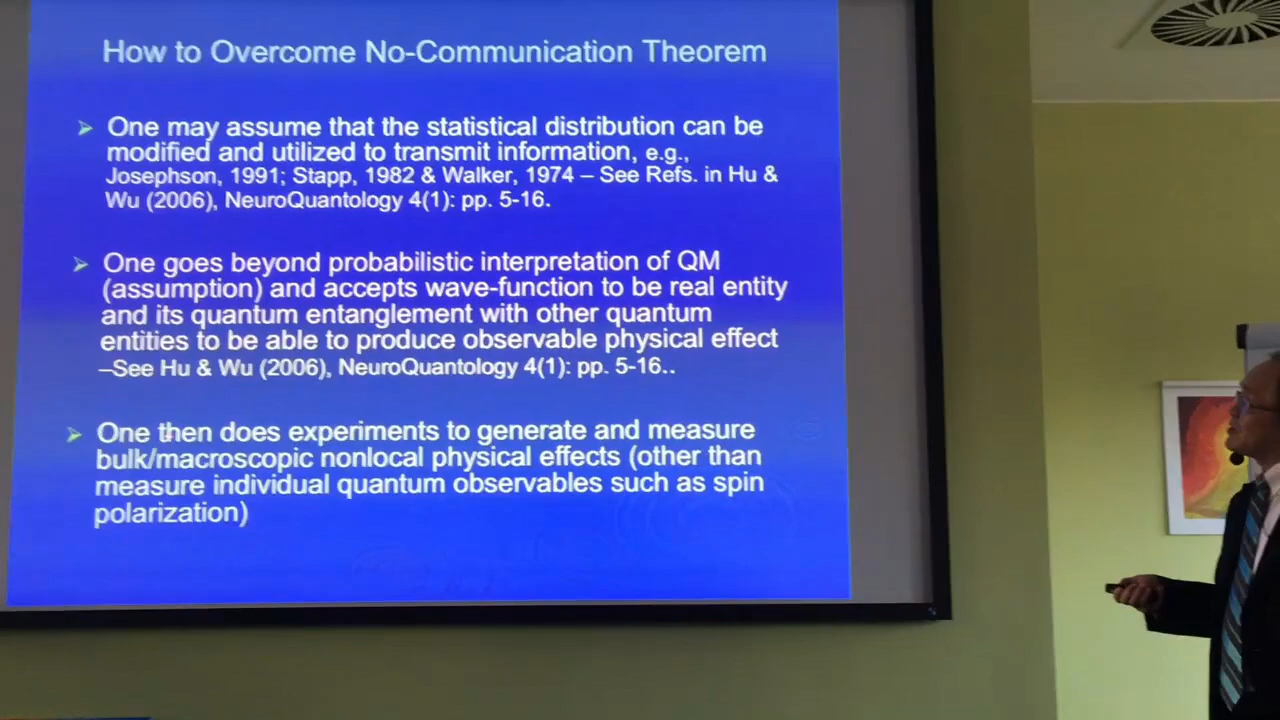 How to Overcome No-Communication Theorem
One may assume that the statistical distribution can be
modified and utilized to transmit information, e.g.,
Josephson, 1991; Stapp, 1982 & Walker, 1974 – See Refs. in Hu &
Wu (2006), NeuroQuantology 4(1): pp. 5-16.
One goes beyond probabilistic interpretation of QM
(assumption) and accepts wave-function to be real entity
and its quantum entanglement with other quantum
entities to be able to produce observable physical effect
–See Hu & Wu (2006), NeuroQuantology 4(1): pp. 5-16..
One then does experiments to generate and measure
bulk/macroscopic nonlocal physical effects (other than
measure individual quantum observables such as spin
polarization)